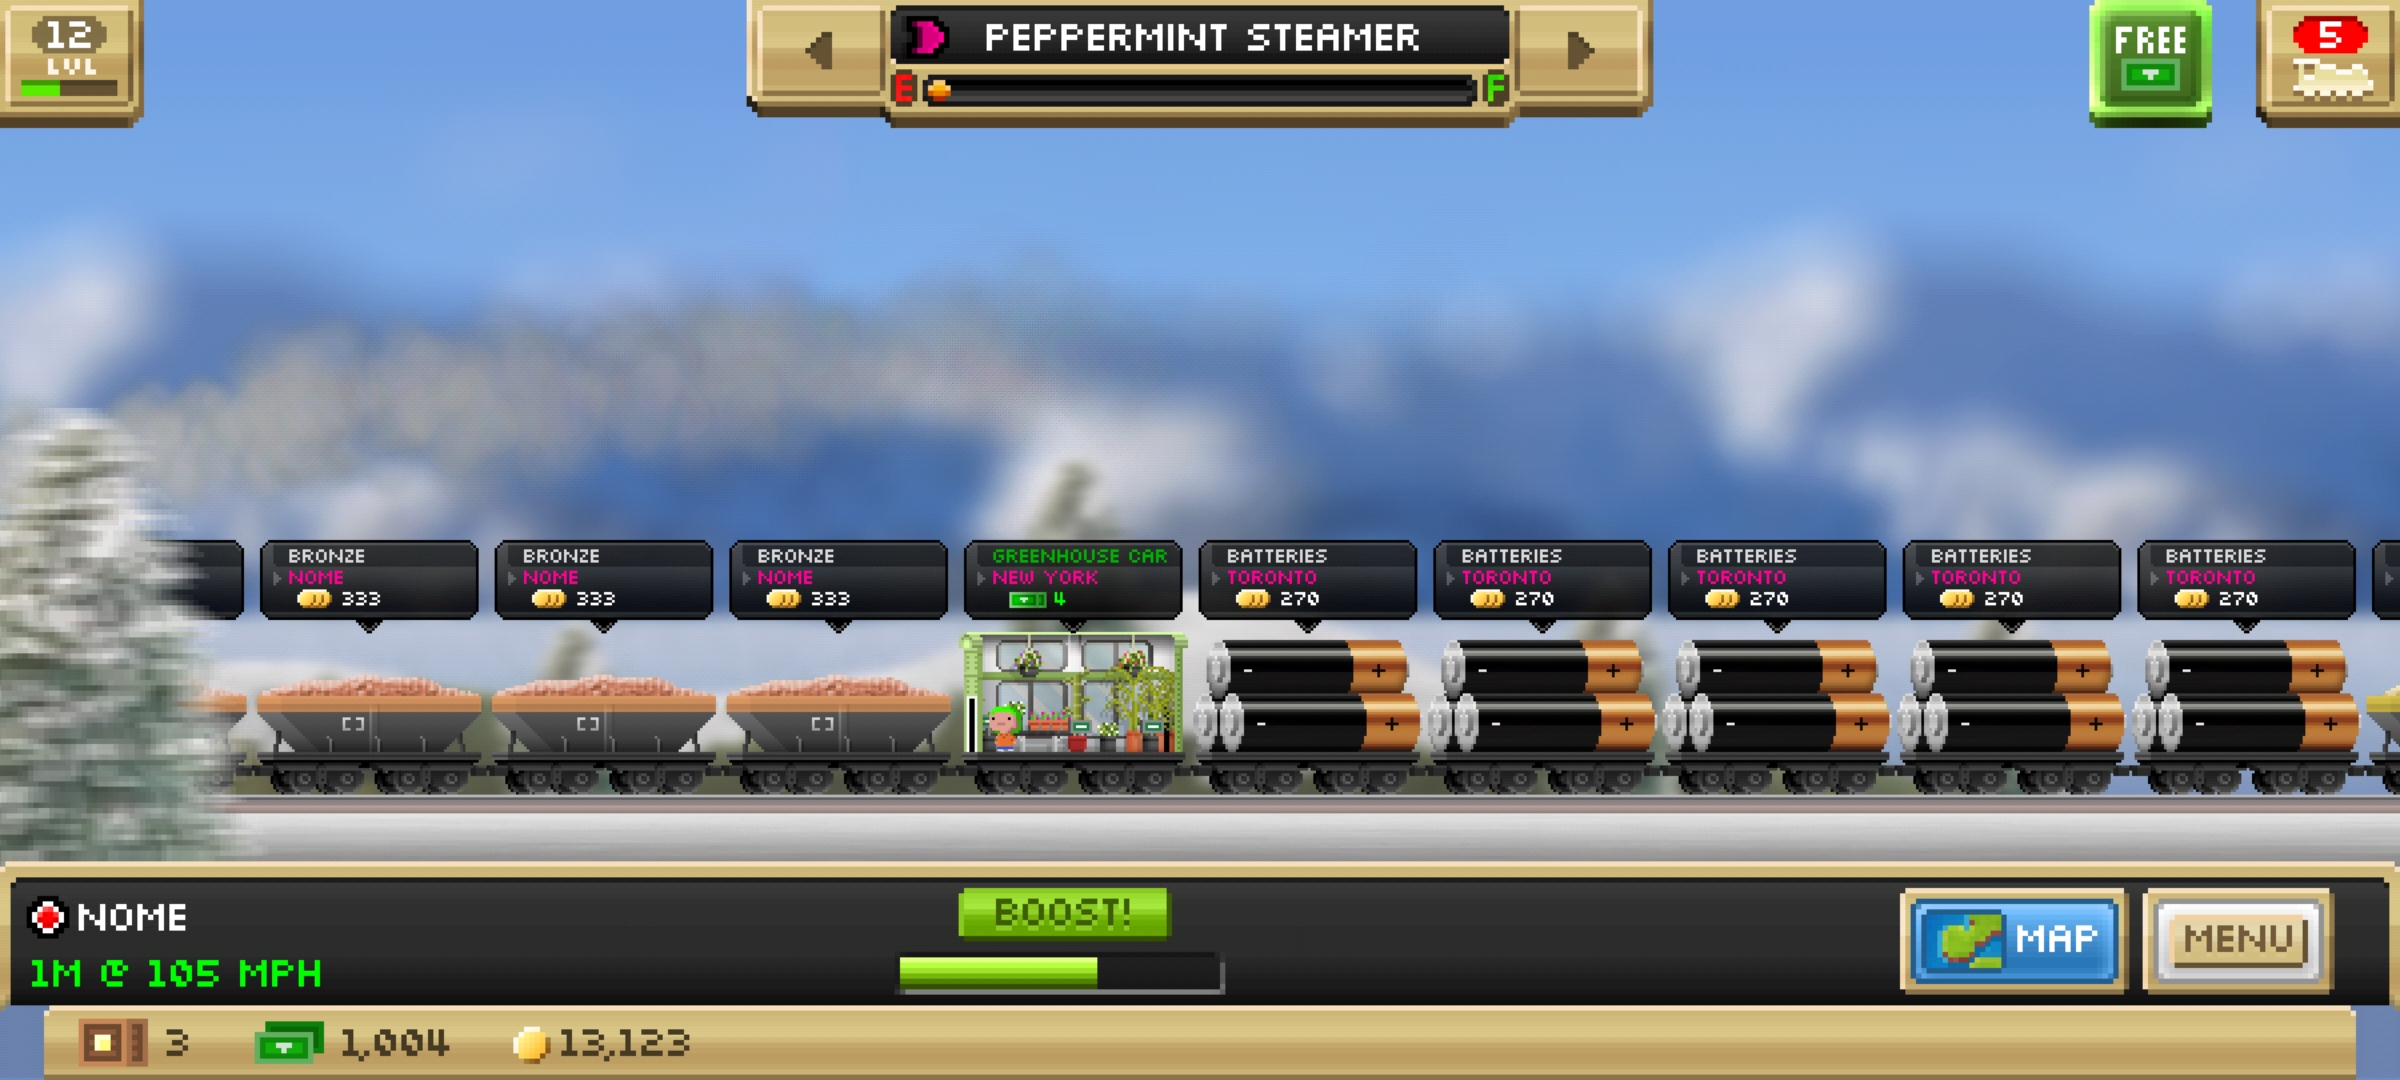 12
LVL
PEPPERMINT STEAMER
E F
FREE
5
BRONZE
NOME
333
BRONZE
NOME
333
BRONZE
NOME
333
GREENHOUSE CAR
NEW YORK
4
BATTERIES
TORONTO
270
BATTERIES
TORONTO
270
BATTERIES
TORONTO
270
BATTERIES
TORONTO
270
BATTERIES
TORONTO
270
- + - + - + - + - +
- + - + - + - + - +
NOME
1M @ 105 MPH
BOOST!
MAP
MENU
3 1,004 13,123